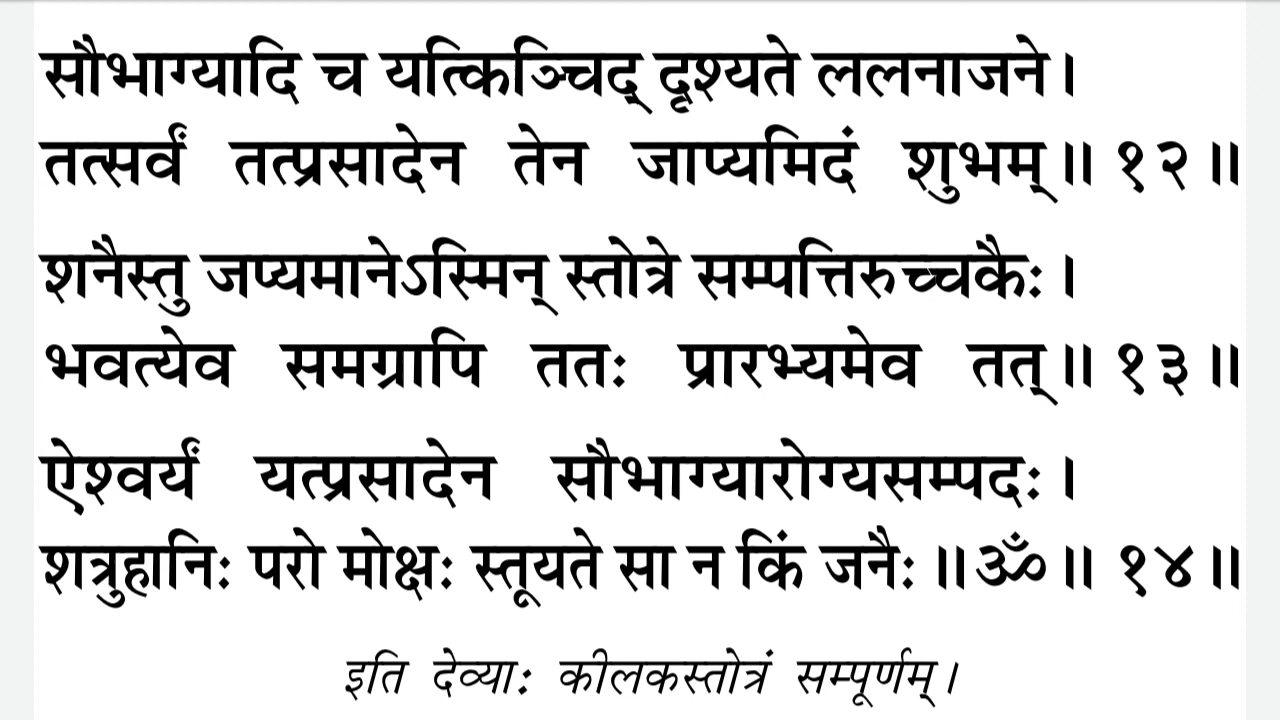 सौभाग्यादि च यत्किञ्चिद् दृश्यते ललनाजने।
तत्सर्वं तत्प्रसादेन तेन जाप्यमिदं शुभम्॥ १२॥
शनैस्तु जप्यमानेऽस्मिन् स्तोत्रे सम्पत्तिरुच्चकैः।
भवत्येव समग्रापि ततः प्रारभ्यमेव तत्॥ १३॥
ऐश्वर्यं यत्प्रसादेन सौभाग्यारोग्यसम्पदः।
शत्रुहानिः परो मोक्षः स्तूयते सा न किं जनैः॥ॐ॥ १४॥
इति देव्याः कीलकस्तोत्रं सम्पूर्णम्।